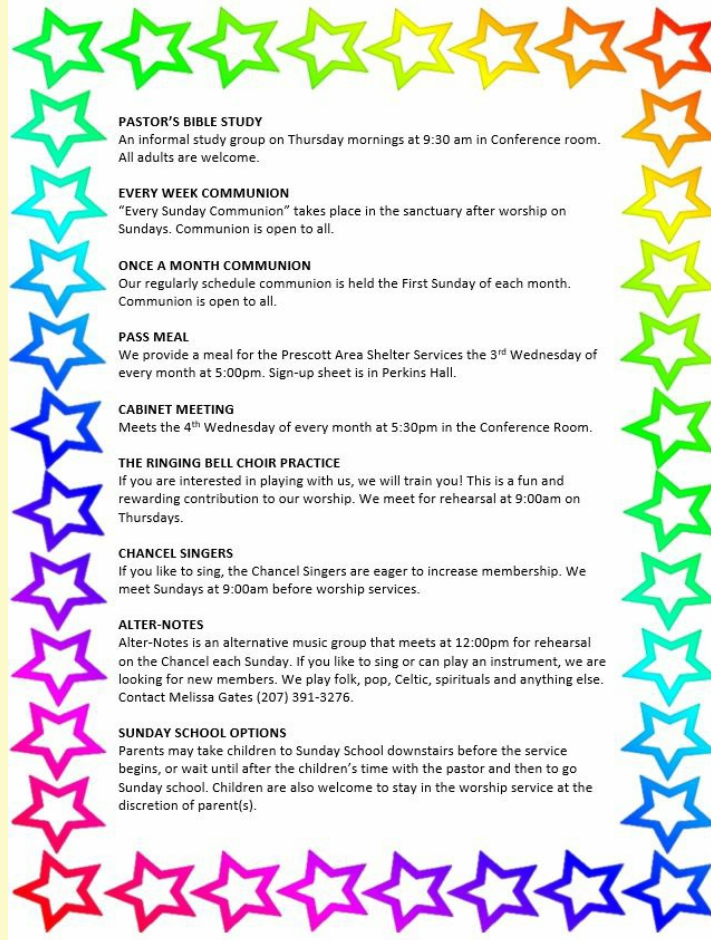 PASTOR'S BIBLE STUDY
An informal study group on Thursday mornings at 9:30 am in Conference room.
All adults are welcome.
EVERY WEEK COMMUNION
“Every Sunday Communion” takes place in the sanctuary after worship on
Sundays. Communion is open to all.
ONCE A MONTH COMMUNION
Our regularly schedule communion is held the First Sunday of each month.
Communion is open to all.
PASS MEAL
We provide a meal for the Prescott Area Shelter Services the 3rd Wednesday of
every month at 5:00pm. Sign-up sheet is in Perkins Hall.
CABINET MEETING
Meets the 4th Wednesday of every month at 5:30pm in the Conference Room.
THE RINGING BELL CHOIR PRACTICE
If you are interested in playing with us, we will train you! This is a fun and
rewarding contribution to our worship. We meet for rehearsal at 9:00am on
Thursdays.
CHANCEL SINGERS
If you like to sing, the Chancel Singers are eager to increase membership. We
meet Sundays at 9:00am before worship services.
ALTER-NOTES
Alter-Notes is an alternative music group that meets at 12:00pm for rehearsal
on the Chancel each Sunday. If you like to sing or can play an instrument, we are
looking for new members. We play folk, pop, Celtic, spirituals and anything else.
Contact Melissa Gates (207) 391-3276.
SUNDAY SCHOOL OPTIONS
Parents may take children to Sunday School downstairs before the service
begins, or wait until after the children's time with the pastor and then to go
Sunday school. Children are also welcome to stay in the worship service at the
discretion of parent(s).